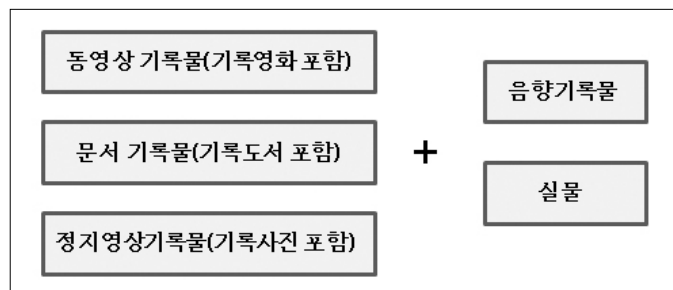 동영상 기록물(기록영화 포함)
문서 기록물(기록도서 포함)
정지영상기록물(기록사진 포함)
+
음향기록물
실물